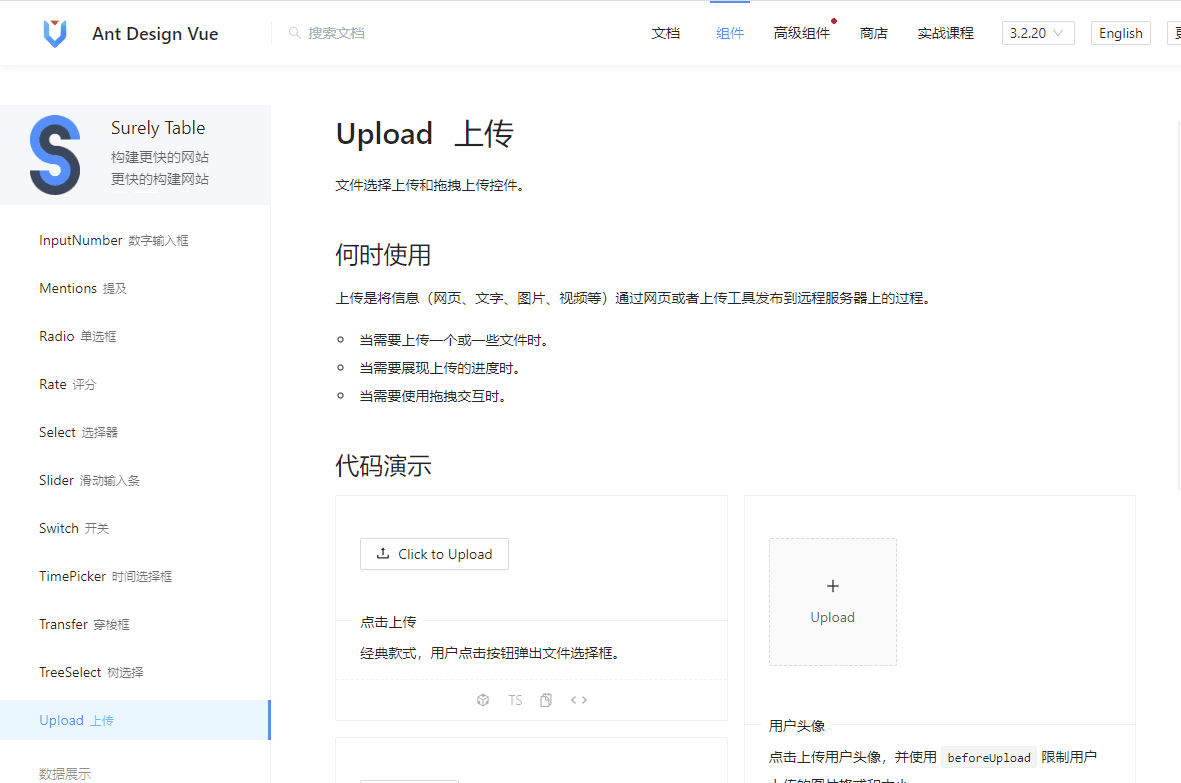 Ant Design Vue
搜索文档
文档
组件
高级组件
商店
实战课程
3.2.20
English
Surely Table
构建更快的网站
更快的构建网站
InputNumber 数字输入框
Mentions 提及
Radio 单选框
Rate 评分
Select 选择器
Slider 滑动输入条
Switch 开关
TimePicker 时间选择框
Transfer 穿梭框
TreeSelect 树选择
Upload 上传
数据展示
Upload 上传
文件选择上传和拖拽上传控件。
何时使用
上传是将信息（网页、文字、图片、视频等）通过网页或者上传工具发布到远程服务器上的过程。
当需要上传一个或一些文件时。
当需要展现上传的进度时。
当需要使用拖拽交互时。
代码演示
Click to Upload
点击上传
经典款式，用户点击按钮弹出文件选择框。
TS
Upload
用户头像
点击上传用户头像，并使用 beforeUpload 限制用户